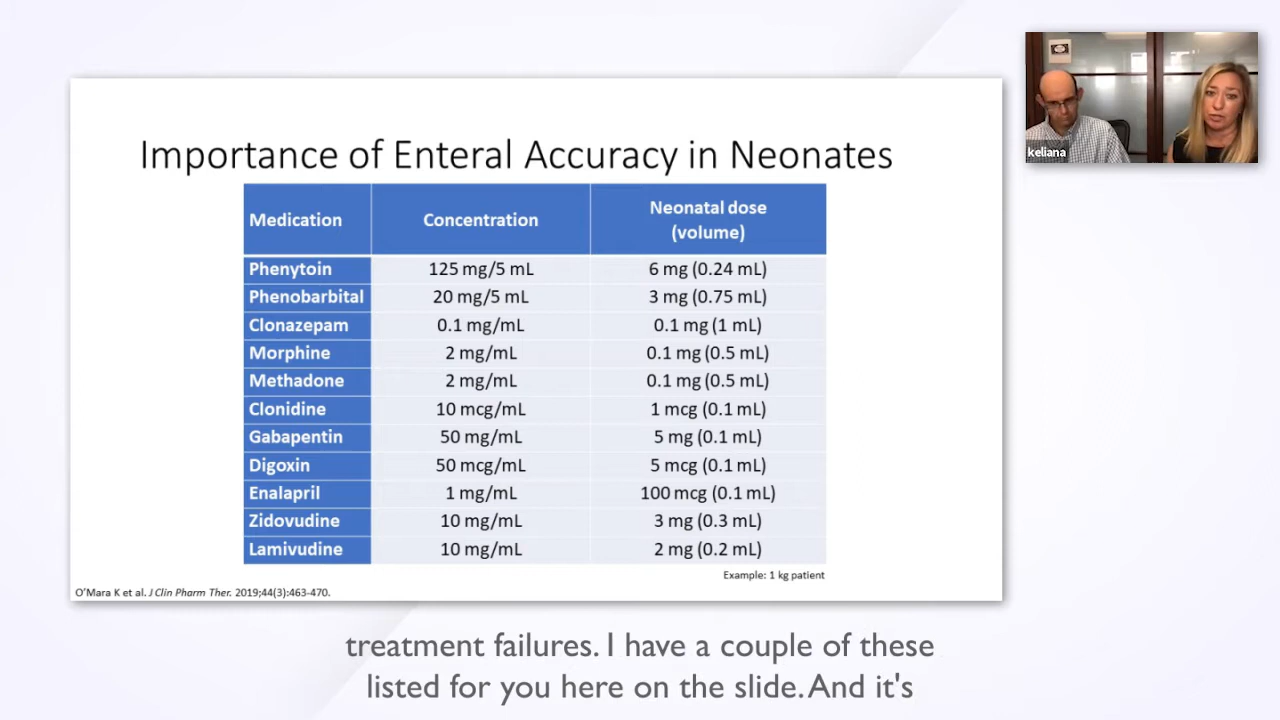 Importance of Enteral Accuracy in Neonates
Medication Concentration Neonatal dose (volume)
Phenytoin 125 mg/5 mL 6 mg (0.24 mL)
Phenobarbital 20 mg/5 mL 3 mg (0.75 mL)
Clonazepam 0.1 mg/mL 0.1 mg (1 mL)
Morphine 2 mg/mL 0.1 mg (0.5 mL)
Methadone 2 mg/mL 0.1 mg (0.5 mL)
Clonidine 10 mcg/mL 1 mcg (0.1 mL)
Gabapentin 50 mg/mL 5 mg (0.1 mL)
Digoxin 50 mcg/mL 5 mcg (0.1 mL)
Enalapril 1 mg/mL 100 mcg (0.1 mL)
Zidovudine 10 mg/mL 3 mg (0.3 mL)
Lamivudine 10 mg/mL 2 mg (0.2 mL)
Example: 1 kg patient
O'Mara K et al. J Clin Pharm Ther. 2019;44(3):463-470.
keliana
treatment failures. I have a couple of these
listed for you here on the slide. And it's